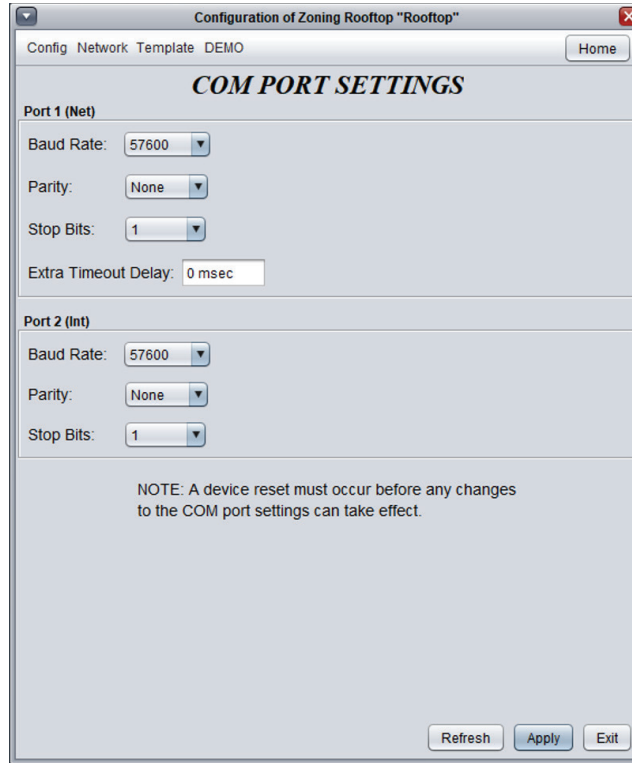 Configuration of Zoning Rooftop "Rooftop"
Config Network Template DEMO Home
COM PORT SETTINGS
Port 1 (Net)
Baud Rate: 57600
Parity: None
Stop Bits: 1
Extra Timeout Delay: 0 msec
Port 2 (Int)
Baud Rate: 57600
Parity: None
Stop Bits: 1
NOTE: A device reset must occur before any changes
to the COM port settings can take effect.
Refresh Apply Exit